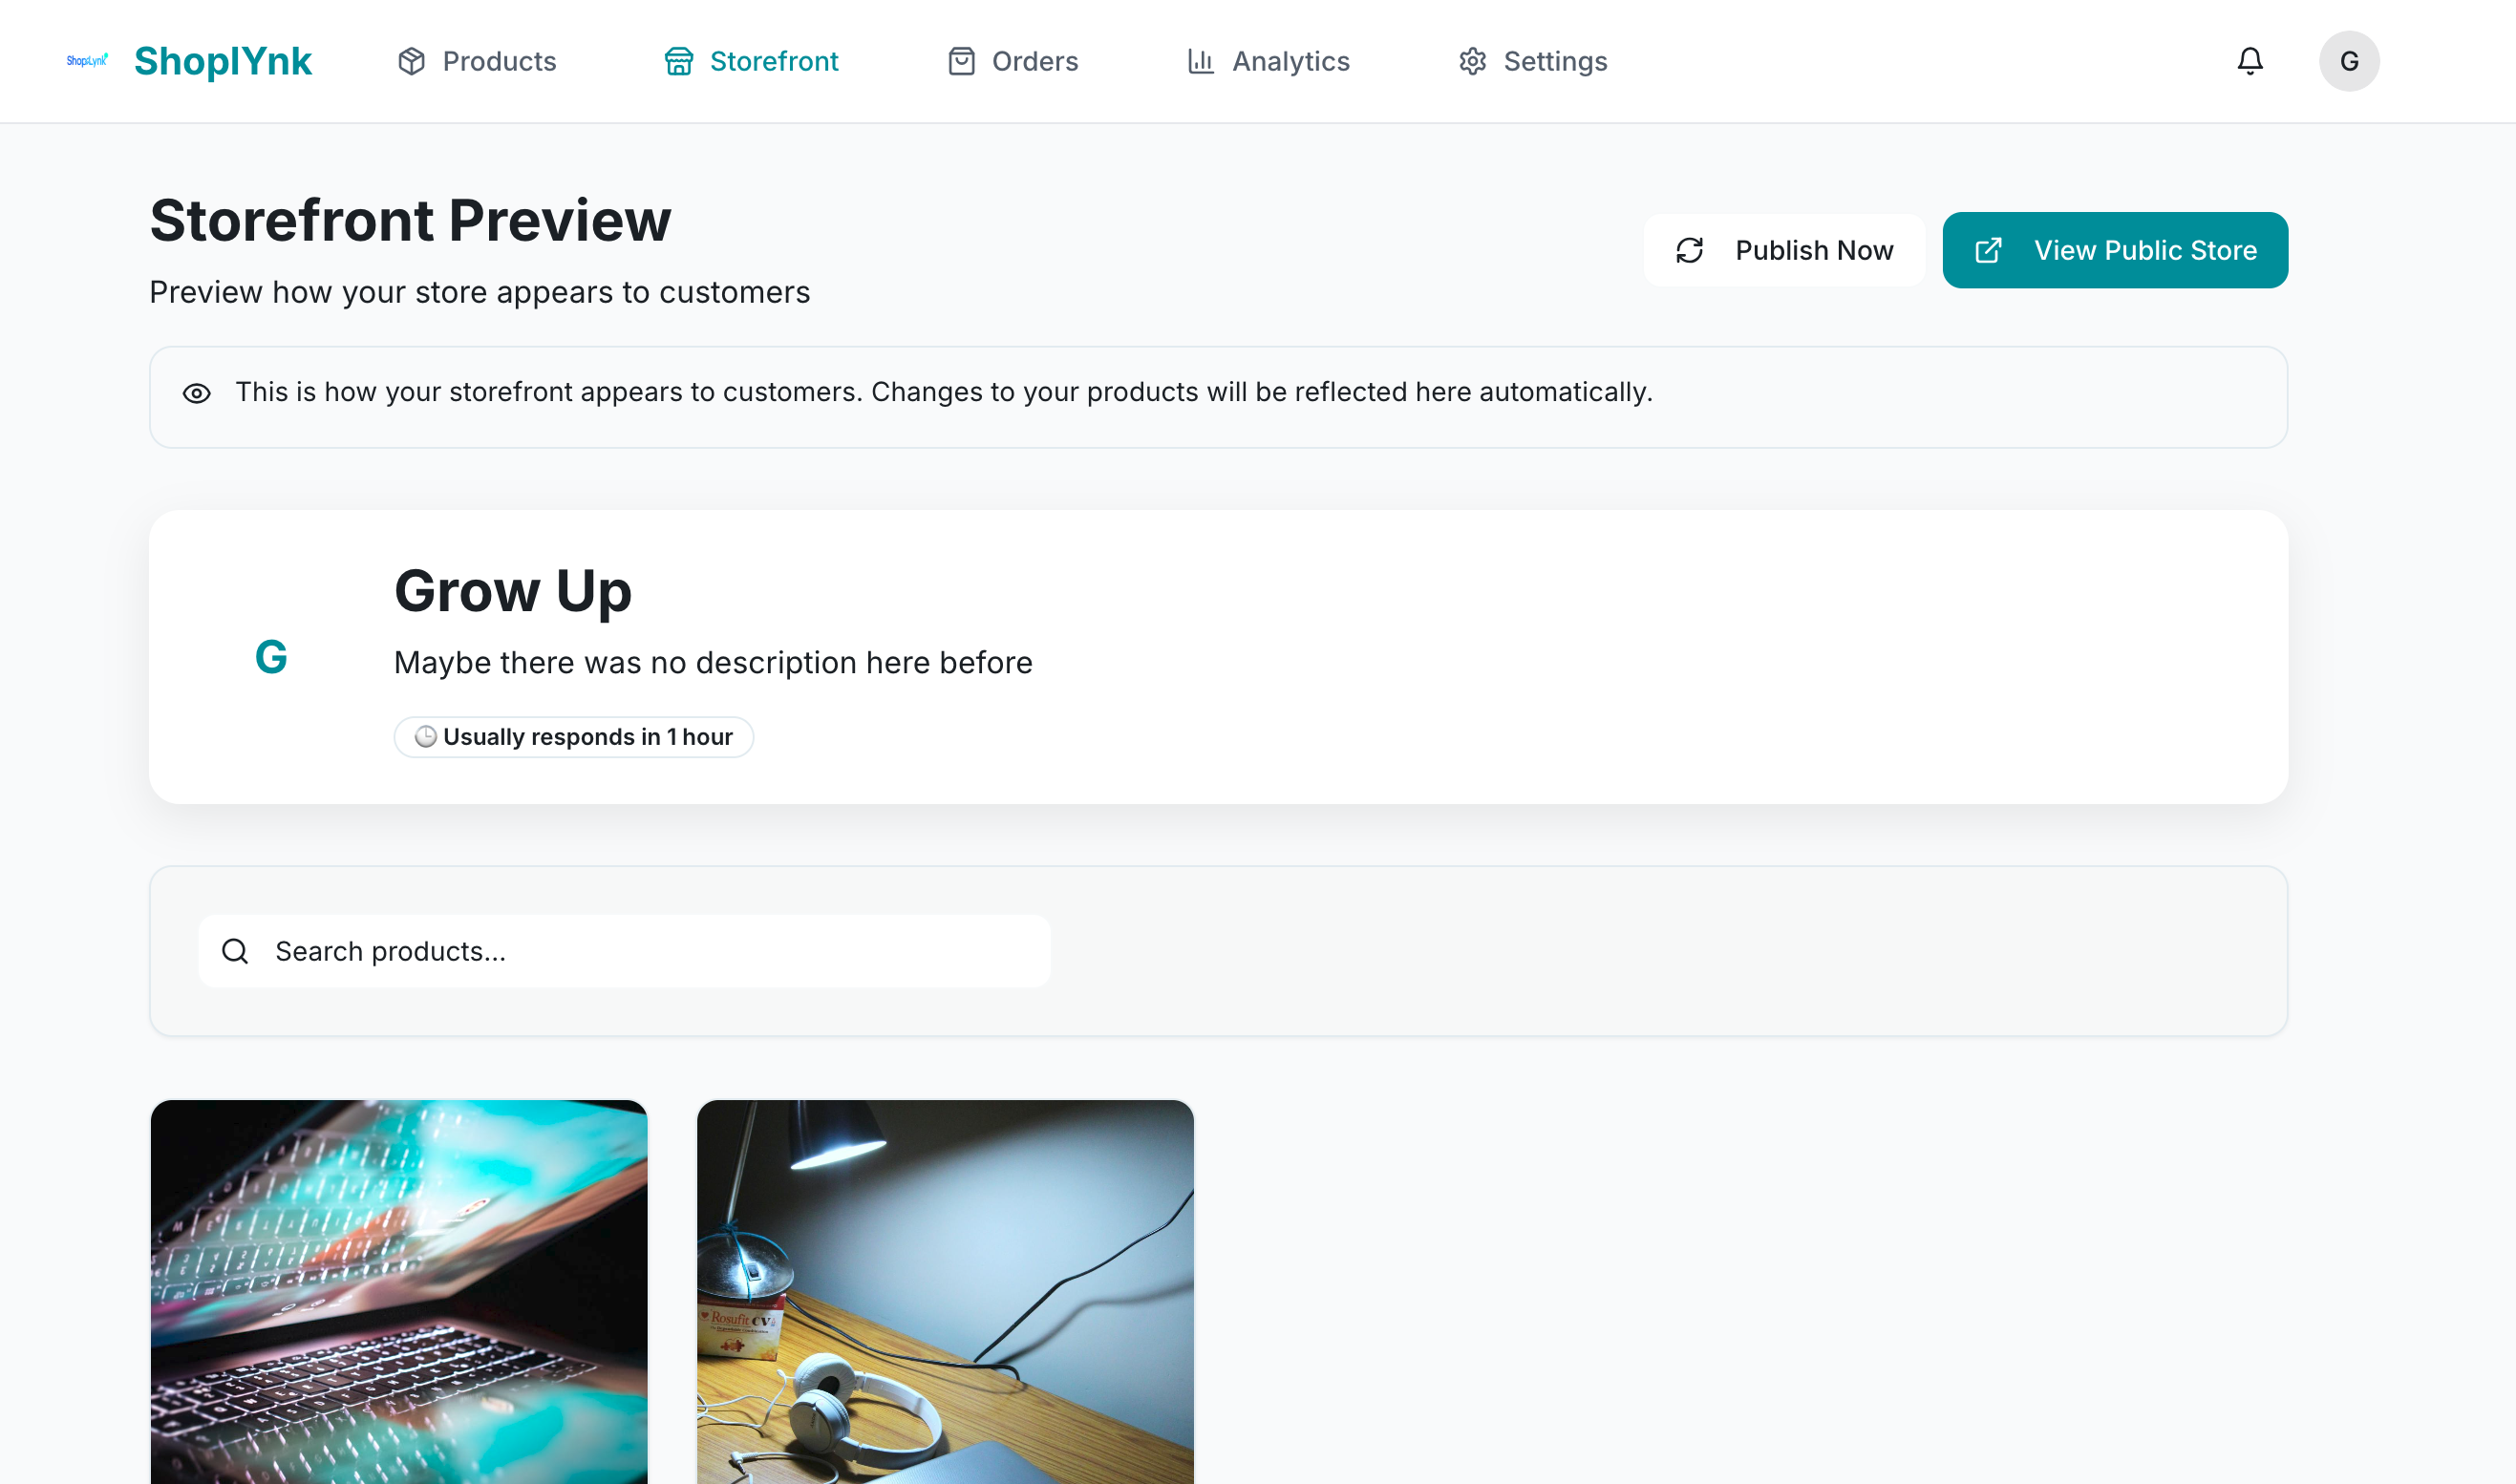 ShopLynk
ShoplYnk
Products
Storefront
Orders
Analytics
Settings
G
Storefront Preview
Publish Now
View Public Store
Preview how your store appears to customers
This is how your storefront appears to customers. Changes to your products will be reflected here automatically.
Grow Up
G
Maybe there was no description here before
Usually responds in 1 hour
Search products...
Rosufit CV